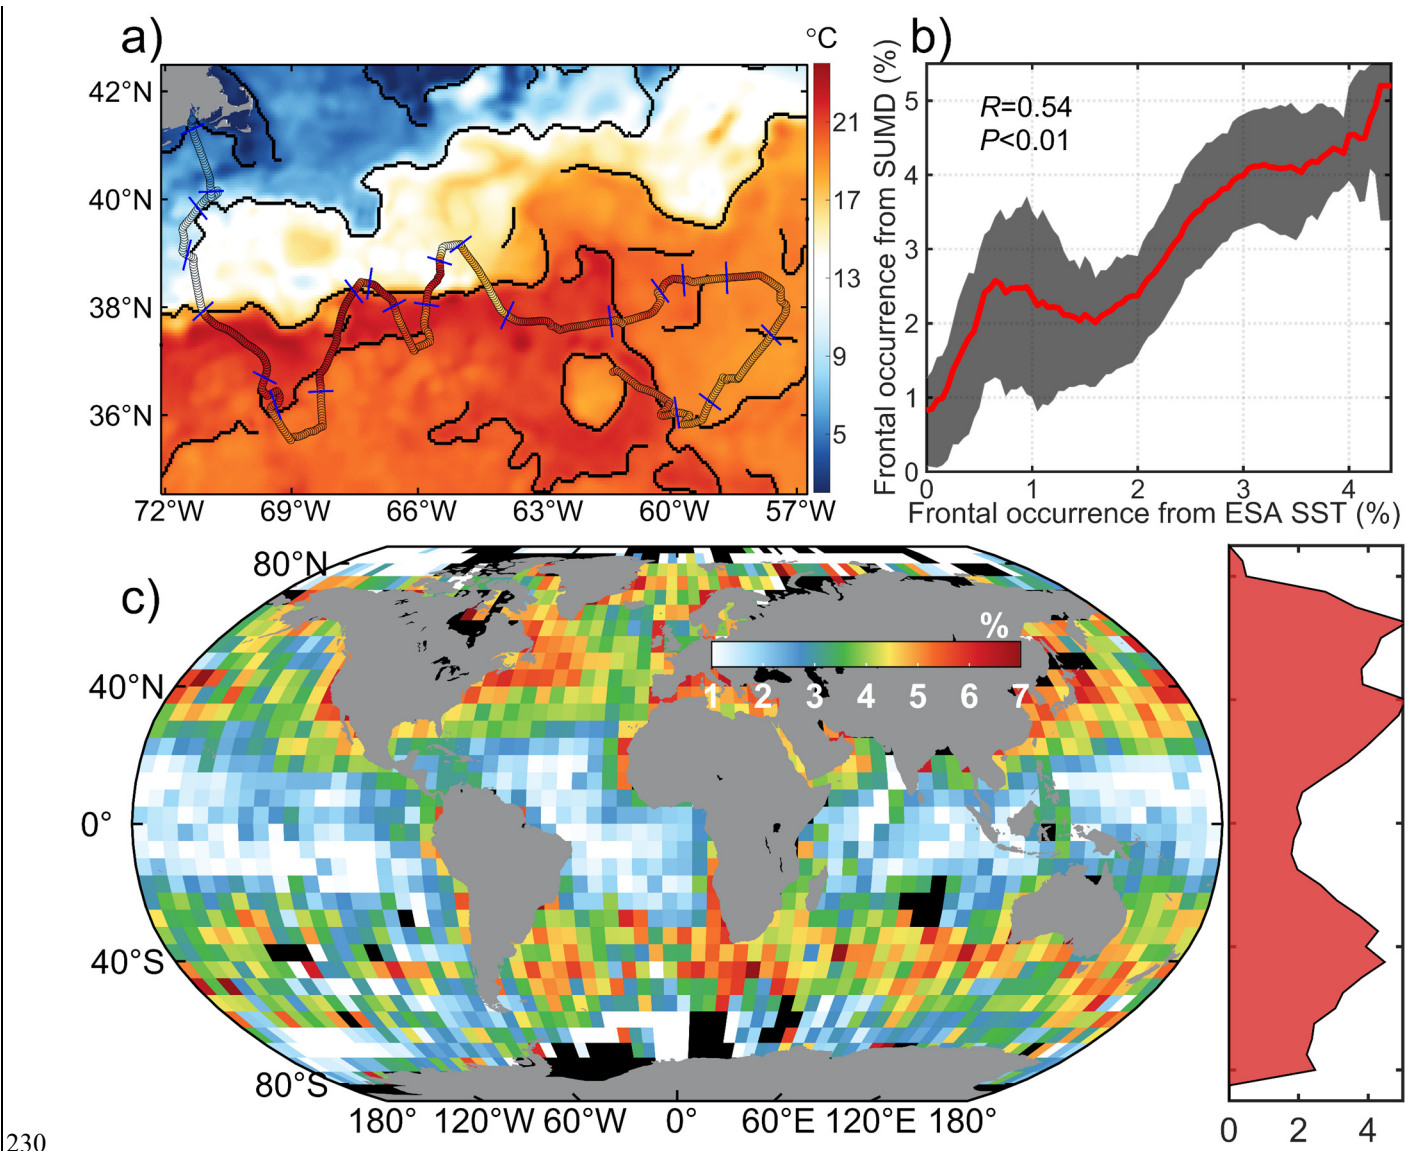 a)
°C
42°N
40°N
38°N
36°N
72°W 69°W 66°W 63°W 60°W 57°W
21
17
13
9
5
b)
Frontal occurrence from SUMD (%)
R=0.54
P<0.01
5
4
3
2
1
0
0 1 2 3 4
Frontal occurrence from ESA SST (%)
c)
80°N
40°N
0°
40°S
80°S
%
1 2 3 4 5 6 7
180° 120°W 60°W 0° 60°E 120°E 180°
0 2 4
230